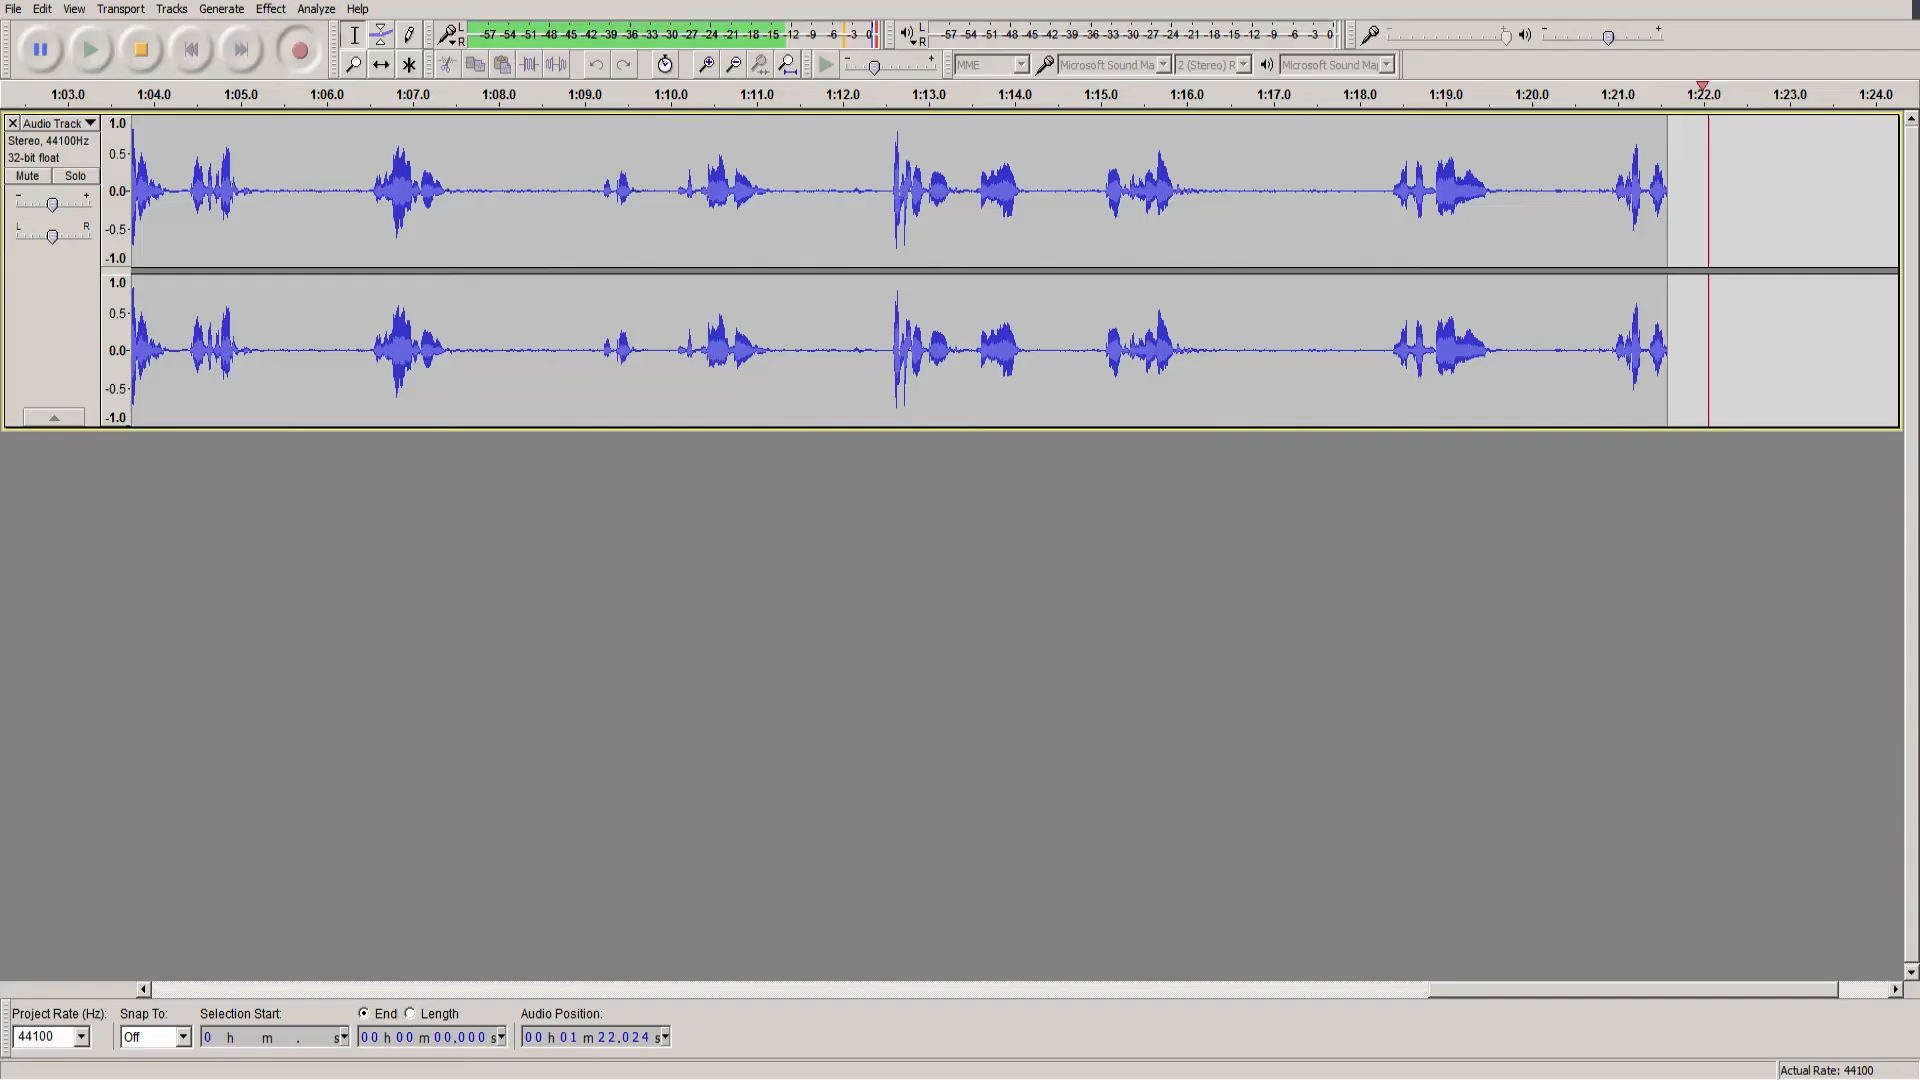 File Edit View Transport Tracks Generate Effect Analyze Help
L -57 -54 -51 -48 -45 -42 -39 -36 -33 -30 -27 -24 -21 -18 -15 -12 -9 -6 -3 0 L -57 -54 -51 -48 -45 -42 -39 -36 -33 -30 -27 -24 -21 -18 -15 -12 -9 -6 -3 0 - + - +
R R
- + MME Microsoft Sound Ma 2 (Stereo) R Microsoft Sound Ma
1:03.0 1:04.0 1:05.0 1:06.0 1:07.0 1:08.0 1:09.0 1:10.0 1:11.0 1:12.0 1:13.0 1:14.0 1:15.0 1:16.0 1:17.0 1:18.0 1:19.0 1:20.0 1:21.0 1:22.0 1:23.0 1:24.0
Audio Track 1.0
Stereo, 44100Hz
32-bit float 0.5
Mute Solo
- + 0.0
L R -0.5
-1.0
1.0
0.5
0.0
-0.5
-1.0
Project Rate (Hz): Snap To: Selection Start: End Length Audio Position:
44100 Off 0 h m . s 00 h 00 m 00.000 s 00 h 01 m 22.024 s
Actual Rate: 44100